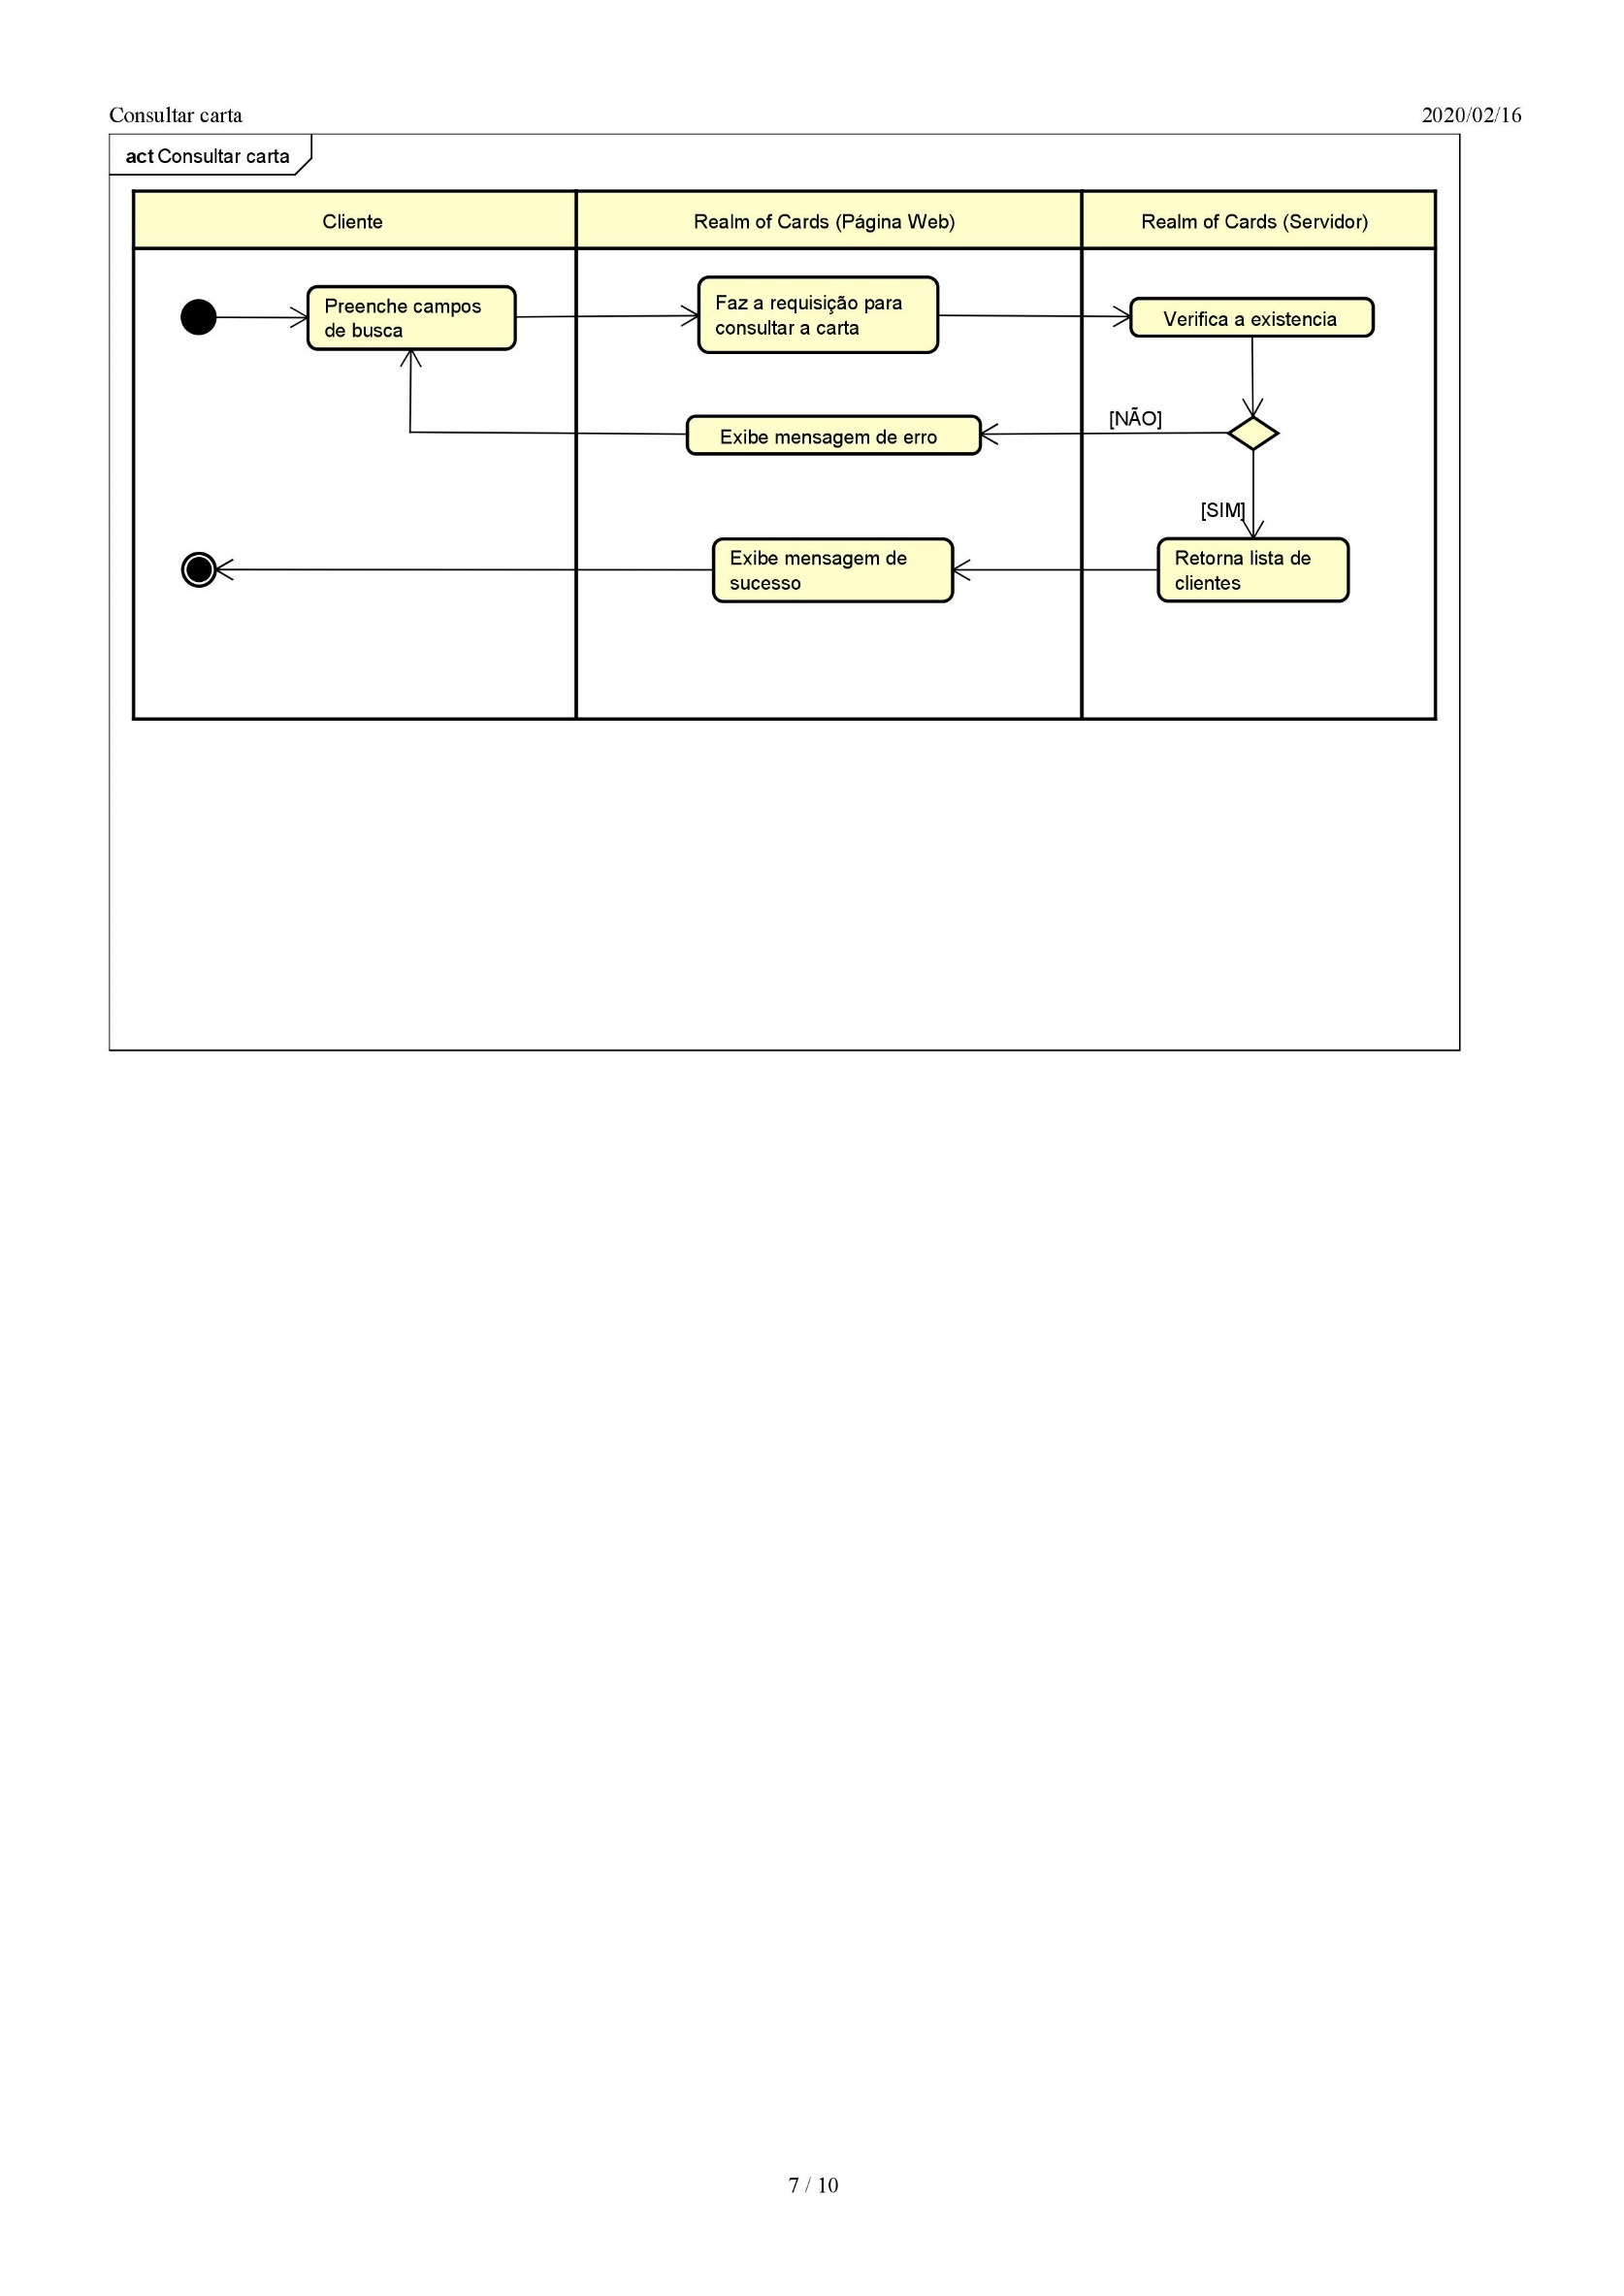 Consultar carta
2020/02/16
act Consultar carta
Cliente
Realm of Cards (Página Web)
Realm of Cards (Servidor)
Preenche campos
de busca
Faz a requisição para
consultar a carta
Verifica a existencia
Exibe mensagem de erro
[NÃO]
[SIM]
Exibe mensagem de
sucesso
Retorna lista de
clientes
7 / 10